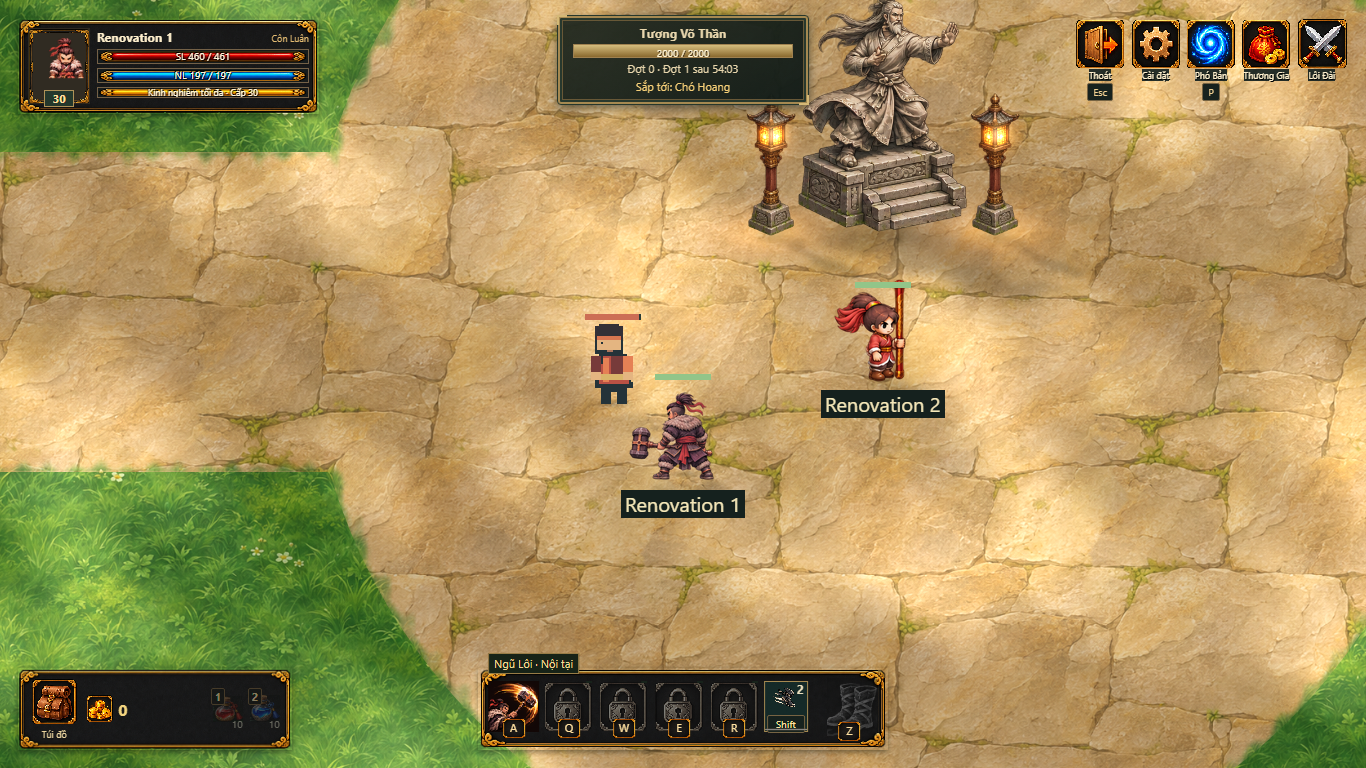 Renovation 1
Côn Luân
SL 460 / 461
NL 197 / 197
Kinh nghiệm tối đa - Cấp 30
30
Tượng Võ Thần
2000 / 2000
Đợt 0 · Đợt 1 sau 54:03
Sắp tới: Chó Hoang
Thoát
Cài đặt
Phó Bản
Thương Gia
Lôi Đài
Esc
P
Renovation 2
Renovation 1
Ngũ Lôi · Nội tại
Túi đồ
0
1
10
2
10
A
Q
W
E
R
2
Shift
Z